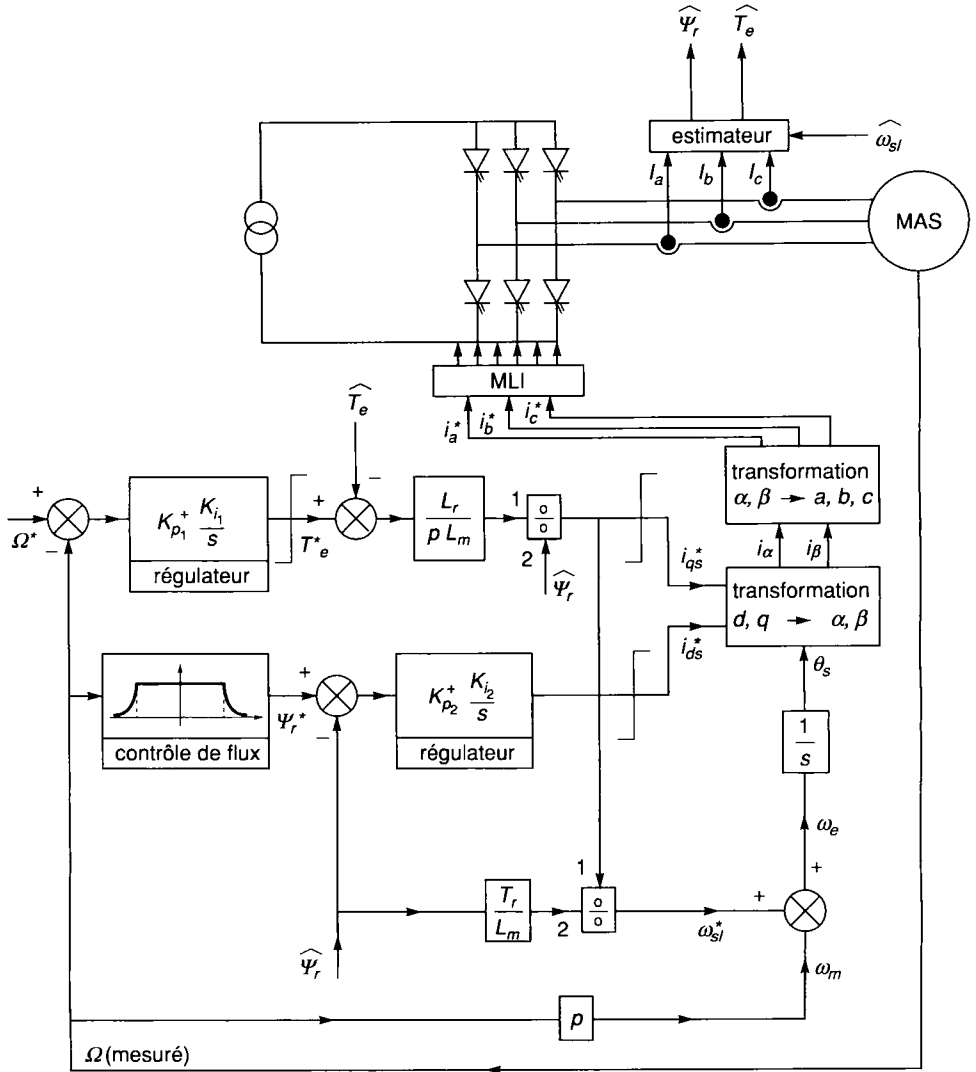 Ψ̂r T̂e
estimateur
ω̂sl
Ia Ib Ic
MAS
MLI
ia* ib* ic*
T̂e
transformation
α, β → a, b, c
+ Ω* −
Kp1+ Ki1/s
régulateur
+ T*e −
Lr / p Lm
1 o/o 2
Ψ̂r
iα iβ
iqs*
transformation
d, q → α, β
ids*
θs
contrôle de flux
+ Ψr* −
Kp2+ Ki2/s
régulateur
1/s
ωe
+
Ψ̂r
Tr / Lm
1 o/o 2
ωsl*
+
ωm
p
Ω (mesuré)